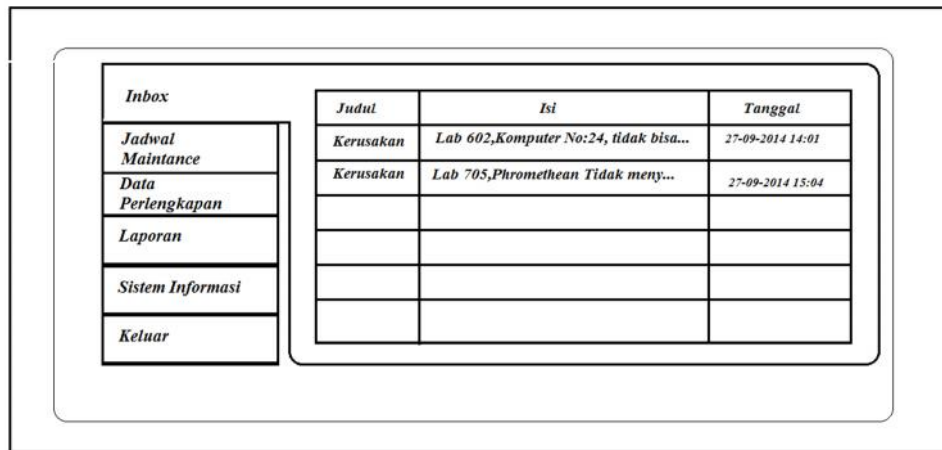 Inbox
Jadwal
Maintance
Data
Perlengkapan
Laporan
Sistem Informasi
Keluar
Judul Isi Tanggal
Kerusakan Lab 602,Komputer No:24, tidak bisa... 27-09-2014 14:01
Kerusakan Lab 705,Phromethean Tidak meny... 27-09-2014 15:04